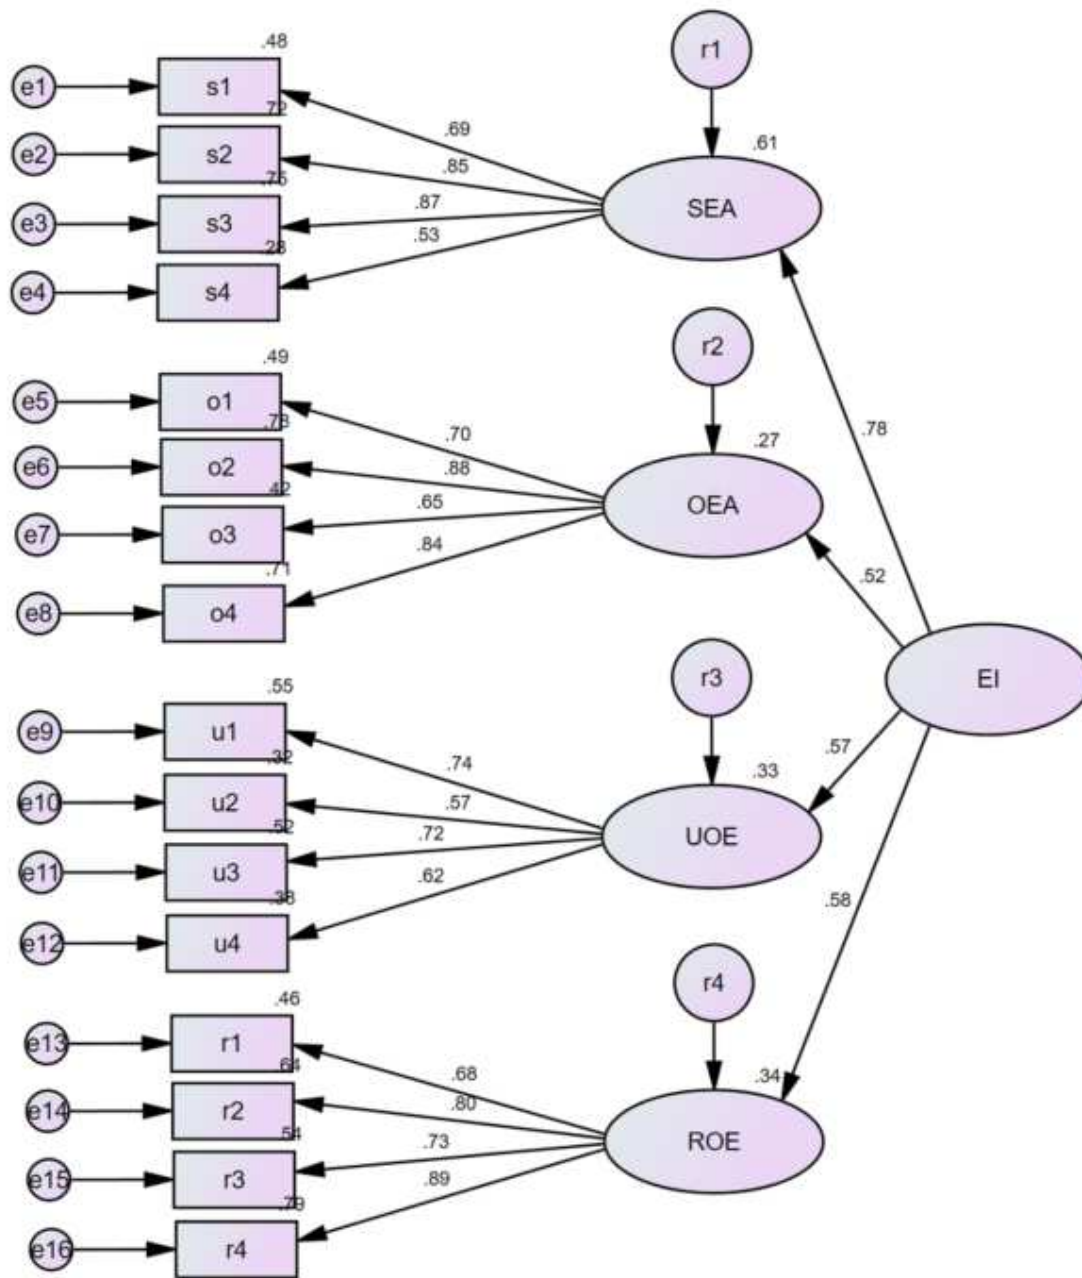 .48
r1
e1
s1
.72
.69
.61
e2
s2
.85
.75
SEA
e3
s3
.87
.28
.53
e4
s4
r2
.49
e5
o1
.78
.70
.78
.27
e6
o2
.88
.42
OEA
e7
o3
.65
.71
.84
.52
e8
o4
r3
EI
.55
e9
u1
.32
.74
.57
.33
e10
u2
.57
.52
UOE
e11
u3
.72
.38
.62
.58
e12
u4
r4
.46
e13
r1
.64
.68
.34
e14
r2
.80
.54
ROE
e15
r3
.73
.79
.89
e16
r4